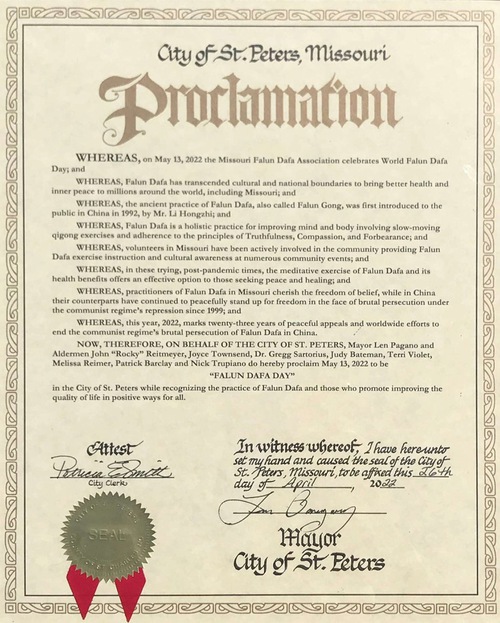 City of St. Peters, Missouri
Proclamation
WHEREAS, on May 13, 2022 the Missouri Falun Dafa Association celebrates World Falun Dafa
Day; and
WHEREAS, Falun Dafa has transcended cultural and national boundaries to bring better health and
inner peace to millions around the world, including Missouri; and
WHEREAS, the ancient practice of Falun Dafa, also called Falun Gong, was first introduced to the
public in China in 1992, by Mr. Li Hongzhi; and
WHEREAS, Falun Dafa is a holistic practice for improving mind and body involving slow-moving
qigong exercises and adherence to the principles of Truthfulness, Compassion, and Forbearance; and
WHEREAS, volunteers in Missouri have been actively involved in the community providing Falun
Dafa exercise instruction and cultural awareness at numerous community events; and
WHEREAS, in these trying, post-pandemic times, the meditative exercise of Falun Dafa and its
health benefits offers an effective option to those seeking peace and healing; and
WHEREAS, practitioners of Falun Dafa in Missouri cherish the freedom of belief, while in China
their counterparts have continued to peacefully stand up for freedom in the face of brutal persecution under
the communist regime's repression since 1999; and
WHEREAS, this year, 2022, marks twenty-three years of peaceful appeals and worldwide efforts to
end the communist regime's brutal persecution of Falun Dafa in China.
NOW, THEREFORE, ON BEHALF OF THE CITY OF ST. PETERS, Mayor Len Pagano and
Aldermen John "Rocky" Reitmeyer, Joyce Townsend, Dr. Gregg Sartorius, Judy Bateman, Terri Violet,
Melissa Reimer, Patrick Barclay and Nick Trupiano do hereby proclaim May 13, 2022 to be
"FALUN DAFA DAY"
in the City of St. Peters while recognizing the practice of Falun Dafa and those who promote improving the
quality of life in positive ways for all.
Attest
Patricia E Smith
City Clerk
SEAL
In witness whereof, I have hereunto
set my hand and caused the seal of the City of
St. Peters, Missouri, to be affixed this 26th
day of April 2022
Mayor
City of St. Peters